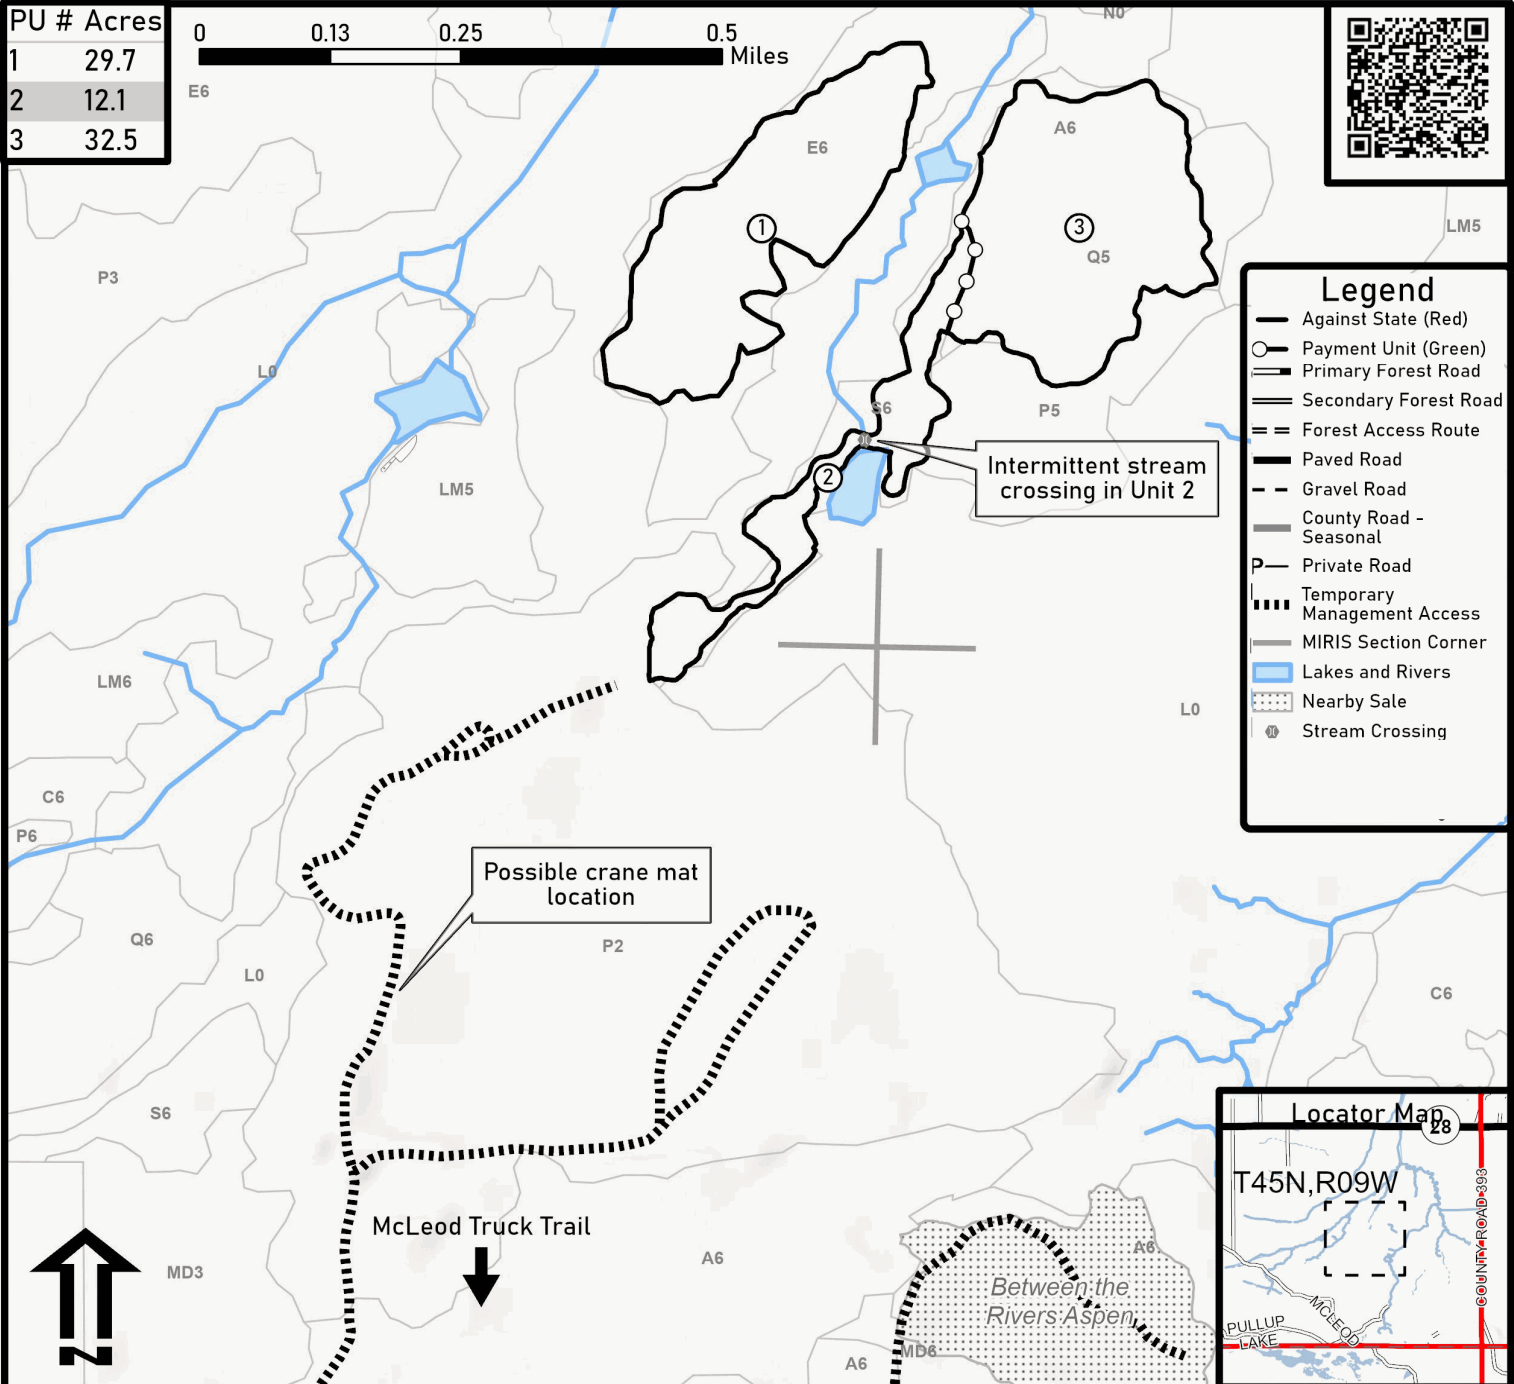 PU # Acres
1 29.7
2 12.1
3 32.5
0 0.13 0.25 0.5
Miles
N0
E6
E6
A6
1
3
Q5
LM5
P3
L0
S6
P5
Intermittent stream
crossing in Unit 2
2
LM5
LM6
L0
Legend
Against State (Red)
Payment Unit (Green)
Primary Forest Road
Secondary Forest Road
Forest Access Route
Paved Road
Gravel Road
County Road -
Seasonal
P
Private Road
Temporary
Management Access
MIRIS Section Corner
Lakes and Rivers
Nearby Sale
Stream Crossing
C6
P6
Possible crane mat
location
Q6
L0
P2
C6
S6
McLeod Truck Trail
MD3
A6
A6
Between the
Rivers Aspen
MD6
A6
N
Locator Map
28
T45N,R09W
COUNTY ROAD 393
MCLEOD
PULLUP
LAKE